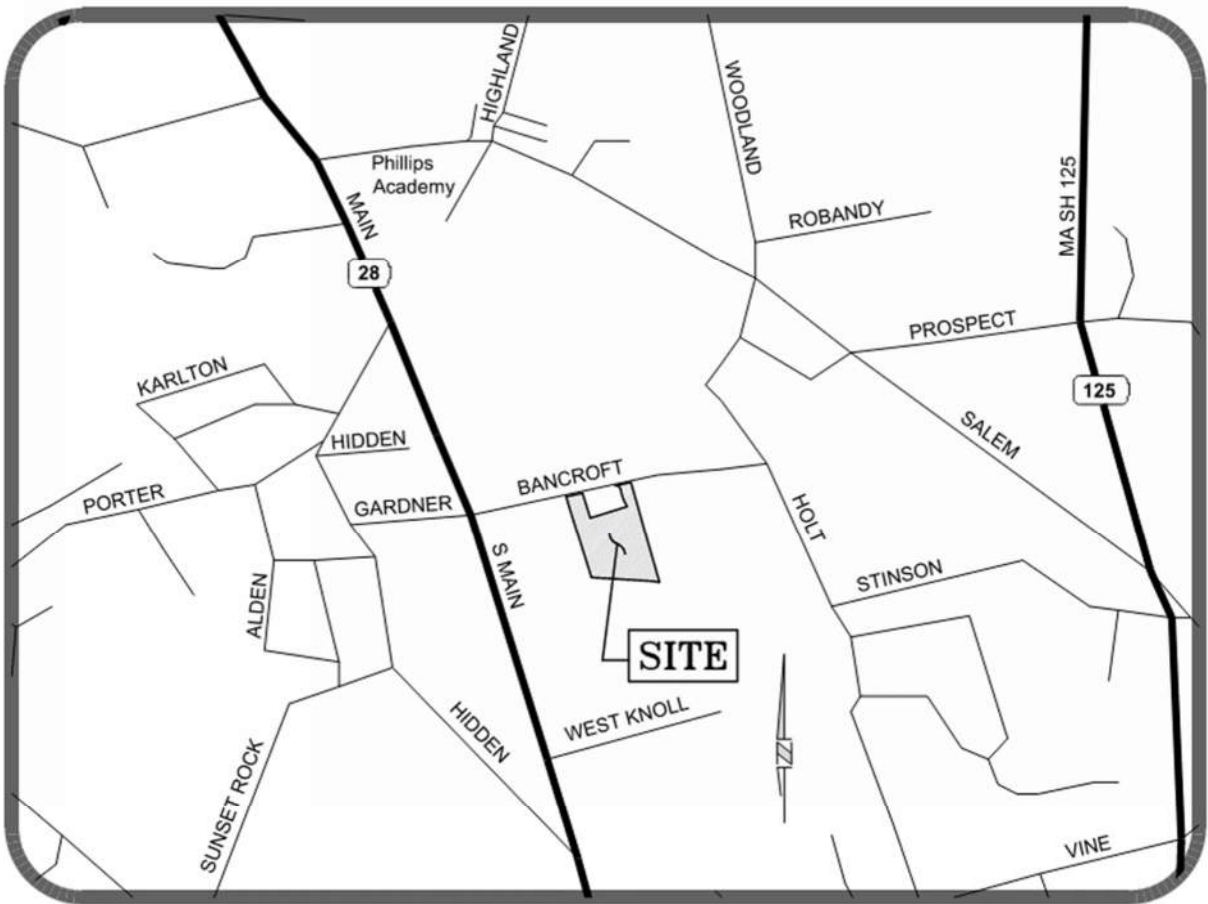 HIGHLAND
WOODLAND
Phillips
Academy
MA SH 125
MAIN
ROBANDY
28
PROSPECT
KARLTON
125
SALEM
HIDDEN
BANCROFT
PORTER
GARDNER
HOLT
S MAIN
STINSON
ALDEN
SITE
WEST KNOLL
HIDDEN
N
SUNSET ROCK
VINE